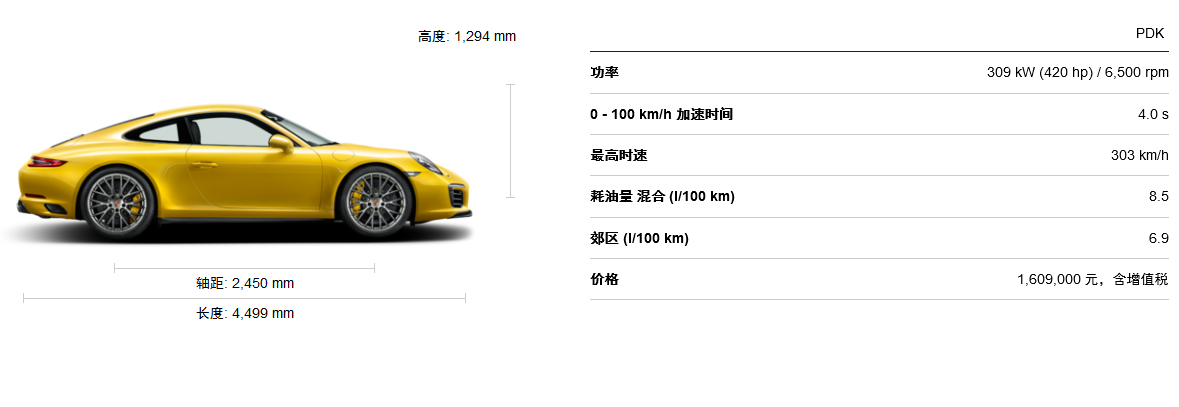 高度: 1,294 mm
轴距: 2,450 mm
长度: 4,499 mm
PDK
功率 309 kW (420 hp) / 6,500 rpm
0 - 100 km/h 加速时间 4.0 s
最高时速 303 km/h
耗油量 混合 (l/100 km) 8.5
郊区 (l/100 km) 6.9
价格 1,609,000 元，含增值税